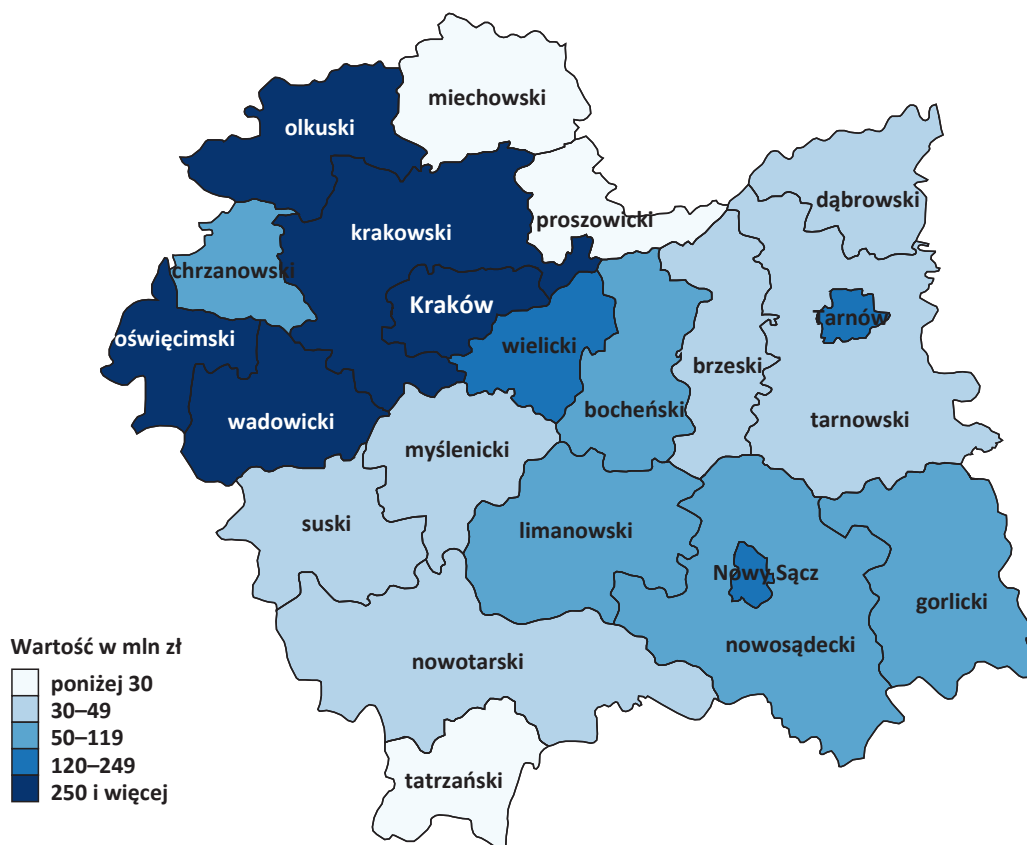 miechowski
olkuski
dąbrowski
proszowicki
krakowski
chrzanowski
Kraków
Tarnów
oświęcimski
wielicki
brzeski
bocheński
wadowicki
tarnowski
myślenicki
suski
limanowski
Nowy Sącz
gorlicki
nowosądecki
nowotarski
tatrzański
Wartość w mln zł
poniżej 30
30–49
50–119
120–249
250 i więcej